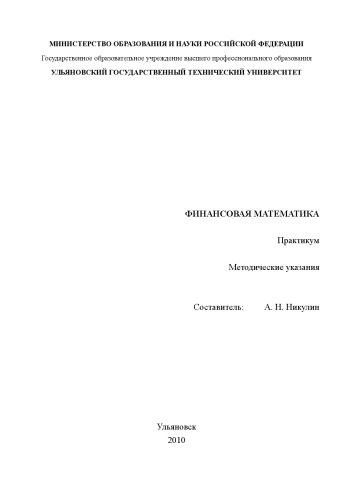 МИНИСТЕРСТВО ОБРАЗОВАНИЯ И НАУКИ РОССИЙСКОЙ ФЕДЕРАЦИИ
Государственное образовательное учреждение высшего профессионального образования
УЛЬЯНОВСКИЙ ГОСУДАРСТВЕННЫЙ ТЕХНИЧЕСКИЙ УНИВЕРСИТЕТ
ФИНАНСОВАЯ МАТЕМАТИКА
Практикум
Методические указания
Составитель: А. Н. Никулин
Ульяновск
2010